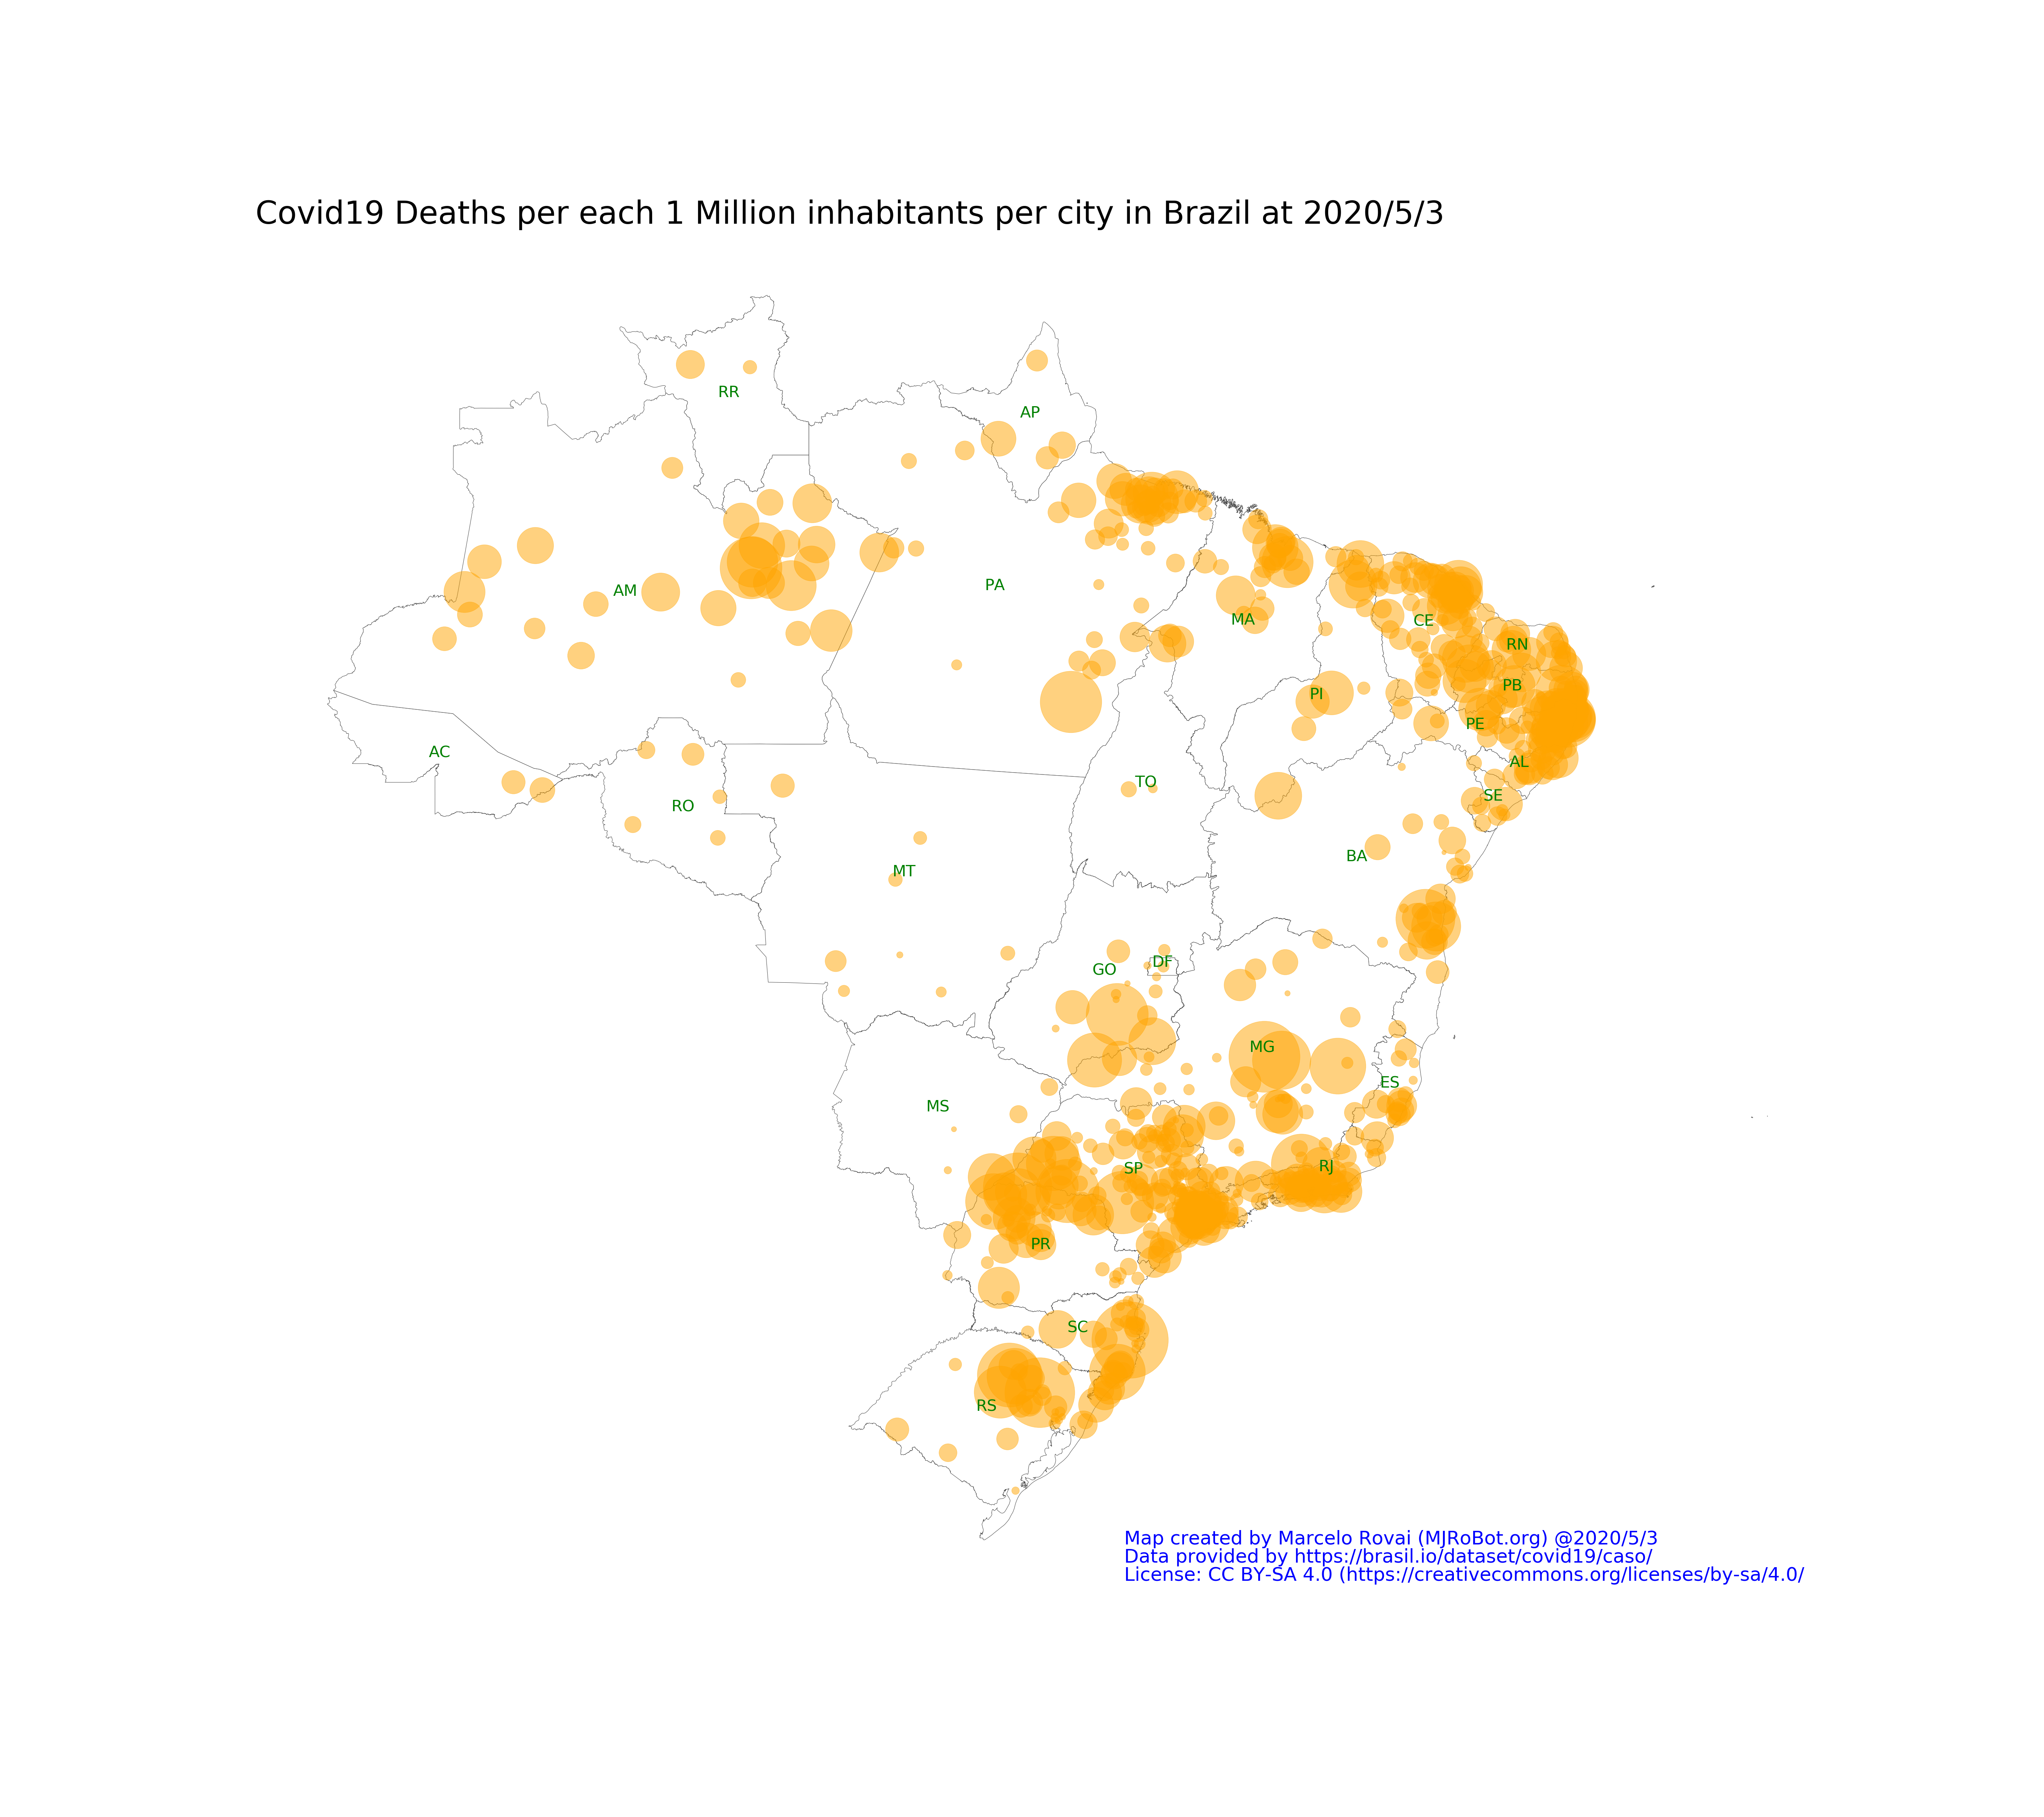 Covid19 Deaths per each 1 Million inhabitants per city in Brazil at 2020/5/3
RR
AP
AM
PA
MA
CE
RN
PI
PB
PE
AC
AL
TO
SE
RO
BA
MT
DF
GO
MG
ES
MS
RJ
SP
PR
SC
RS
Map created by Marcelo Rovai (MJRoBot.org) @2020/5/3
Data provided by https://brasil.io/dataset/covid19/caso/
License: CC BY-SA 4.0 (https://creativecommons.org/licenses/by-sa/4.0/